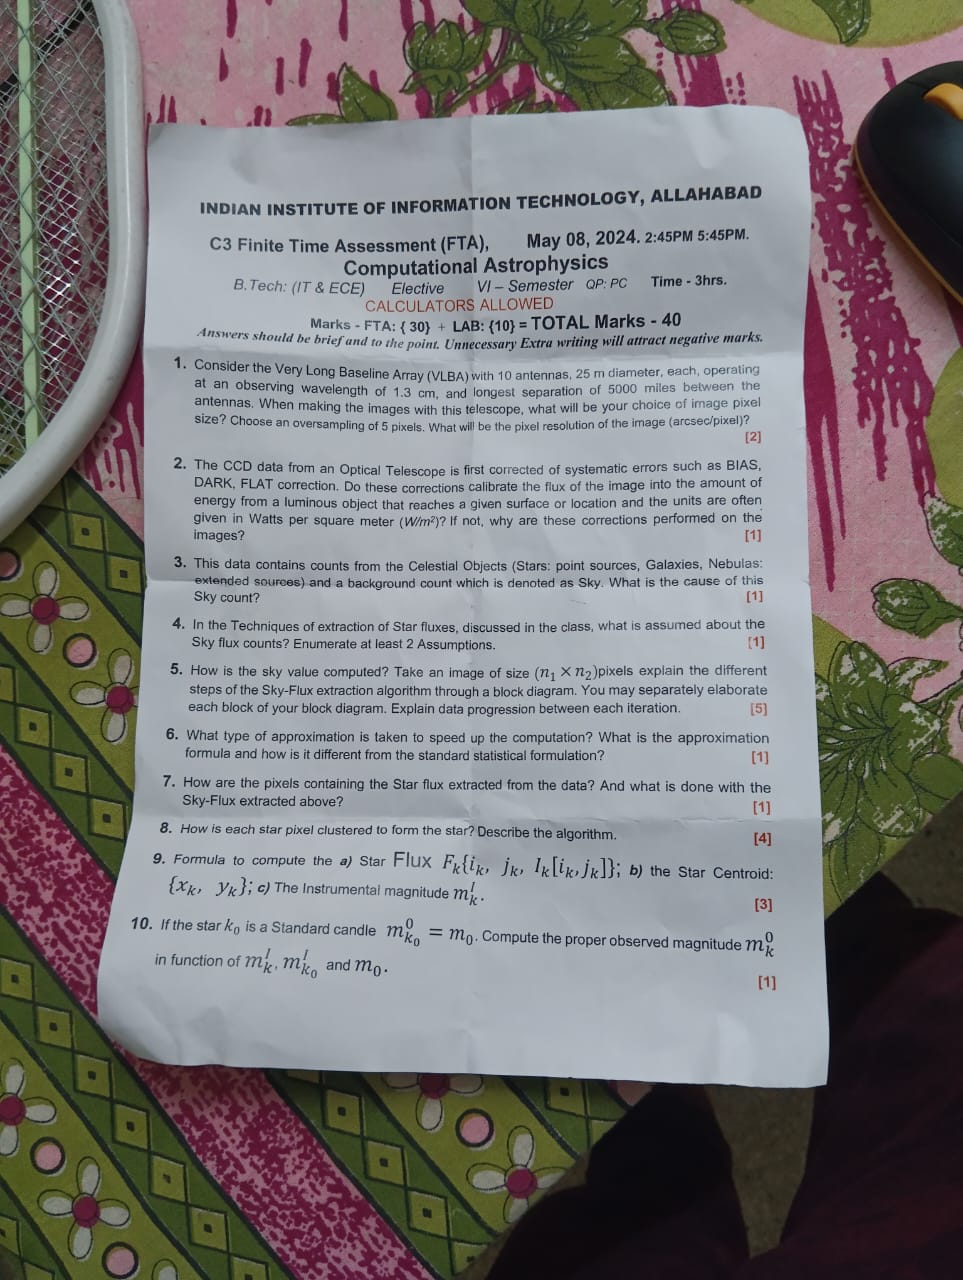 INDIAN INSTITUTE OF INFORMATION TECHNOLOGY, ALLAHABAD
C3 Finite Time Assessment (FTA), May 08, 2024. 2:45PM 5:45PM.
Computational Astrophysics
B.Tech: (IT & ECE) Elective VI – Semester QP: PC Time - 3hrs.
CALCULATORS ALLOWED
Marks - FTA: { 30} + LAB: {10} = TOTAL Marks - 40
Answers should be brief and to the point. Unnecessary Extra writing will attract negative marks.
1. Consider the Very Long Baseline Array (VLBA) with 10 antennas, 25 m diameter, each, operating
at an observing wavelength of 1.3 cm, and longest separation of 5000 miles between the
antennas. When making the images with this telescope, what will be your choice of image pixel
size? Choose an oversampling of 5 pixels. What will be the pixel resolution of the image (arcsec/pixel)?
[2]
2. The CCD data from an Optical Telescope is first corrected of systematic errors such as BIAS,
DARK, FLAT correction. Do these corrections calibrate the flux of the image into the amount of
energy from a luminous object that reaches a given surface or location and the units are often
given in Watts per square meter (W/m²)? If not, why are these corrections performed on the
images? [1]
3. This data contains counts from the Celestial Objects (Stars: point sources, Galaxies, Nebulas:
extended sources) and a background count which is denoted as Sky. What is the cause of this
Sky count? [1]
4. In the Techniques of extraction of Star fluxes, discussed in the class, what is assumed about the
Sky flux counts? Enumerate at least 2 Assumptions. [1]
5. How is the sky value computed? Take an image of size (n₁ × n₂)pixels explain the different
steps of the Sky-Flux extraction algorithm through a block diagram. You may separately elaborate
each block of your block diagram. Explain data progression between each iteration. [5]
6. What type of approximation is taken to speed up the computation? What is the approximation
formula and how is it different from the standard statistical formulation? [1]
7. How are the pixels containing the Star flux extracted from the data? And what is done with the
Sky-Flux extracted above? [1]
8. How is each star pixel clustered to form the star? Describe the algorithm. [4]
9. Formula to compute the a) Star Flux F_k{i_k, j_k, I_k[i_k, j_k]}; b) the Star Centroid:
{x_k, y_k}; c) The Instrumental magnitude m_k^I. [3]
10. If the star k₀ is a Standard candle m_{k₀}^0 = m₀. Compute the proper observed magnitude m_k^0
in function of m_k^I, m_{k₀}^I and m₀. [1]